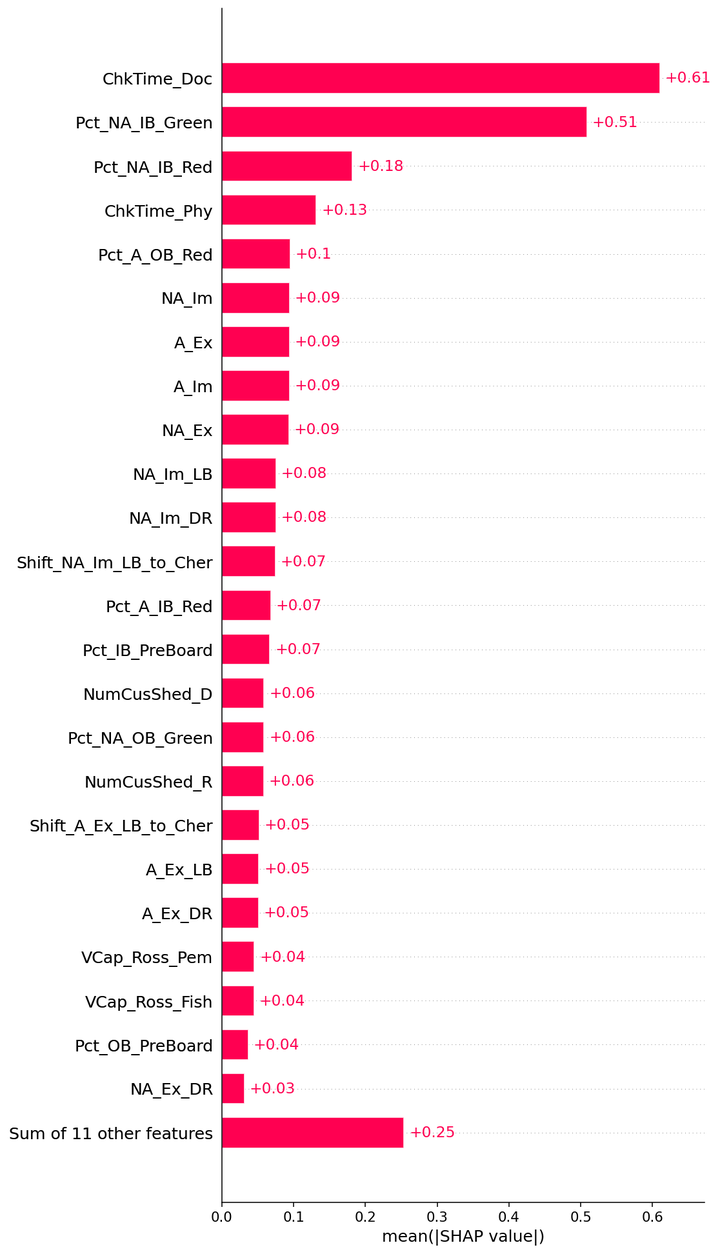 ChkTime_Doc +0.61
Pct_NA_IB_Green +0.51
Pct_NA_IB_Red +0.18
ChkTime_Phy +0.13
Pct_A_OB_Red +0.1
NA_Im +0.09
A_Ex +0.09
A_Im +0.09
NA_Ex +0.09
NA_Im_LB +0.08
NA_Im_DR +0.08
Shift_NA_Im_LB_to_Cher +0.07
Pct_A_IB_Red +0.07
Pct_IB_PreBoard +0.07
NumCusShed_D +0.06
Pct_NA_OB_Green +0.06
NumCusShed_R +0.06
Shift_A_Ex_LB_to_Cher +0.05
A_Ex_LB +0.05
A_Ex_DR +0.05
VCap_Ross_Pem +0.04
VCap_Ross_Fish +0.04
Pct_OB_PreBoard +0.04
NA_Ex_DR +0.03
Sum of 11 other features +0.25
0.0 0.1 0.2 0.3 0.4 0.5 0.6
mean(|SHAP value|)